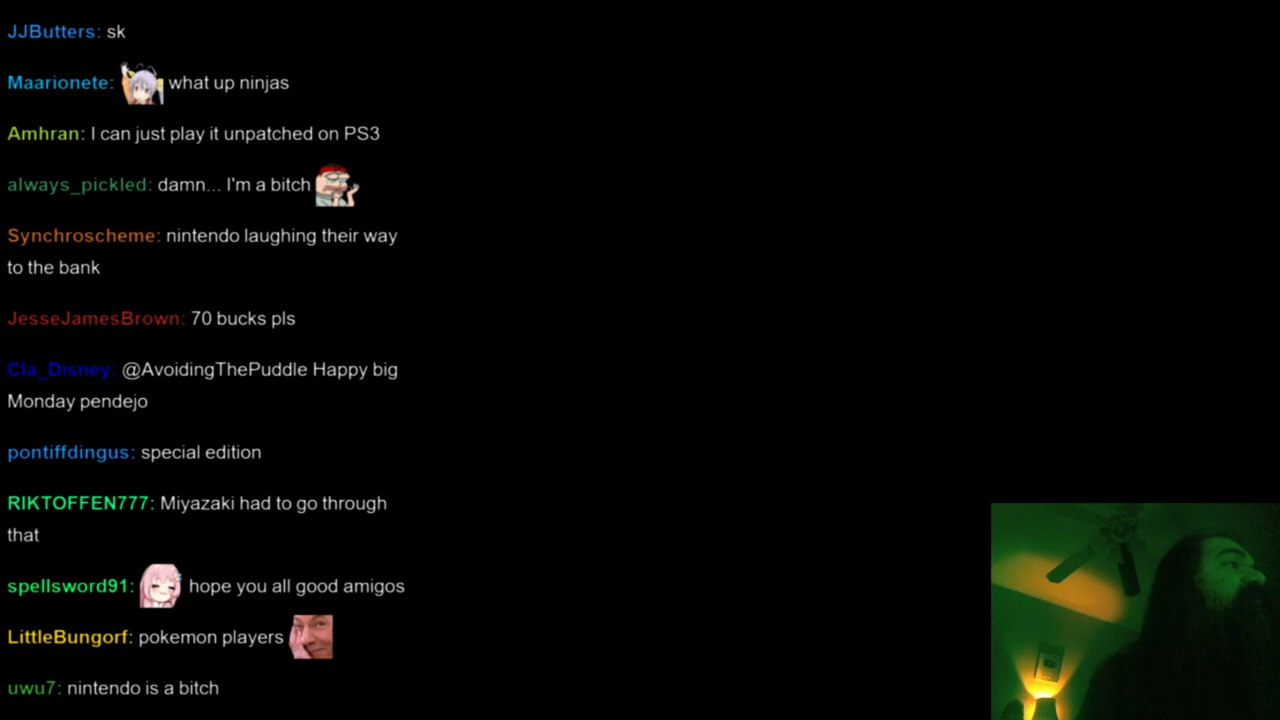 JJButters: sk
Maarionete: what up ninjas
Amhran: I can just play it unpatched on PS3
always_pickled: damn... I'm a bitch
Synchroscheme: nintendo laughing their way
to the bank
JesseJamesBrown: 70 bucks pls
Cla_Disney: @AvoidingThePuddle Happy big
Monday pendejo
pontiffdingus: special edition
RIKTOFFEN777: Miyazaki had to go through
that
spellsword91: hope you all good amigos
LittleBungorf: pokemon players
uwu7: nintendo is a bitch